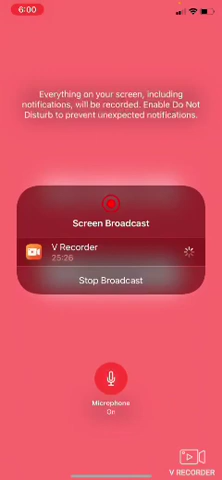 6:00
Everything on your screen, including
notifications, will be recorded. Enable Do Not
Disturb to prevent unexpected notifications.
Screen Broadcast
V Recorder
25:26
Stop Broadcast
Microphone
On
V RECORDER